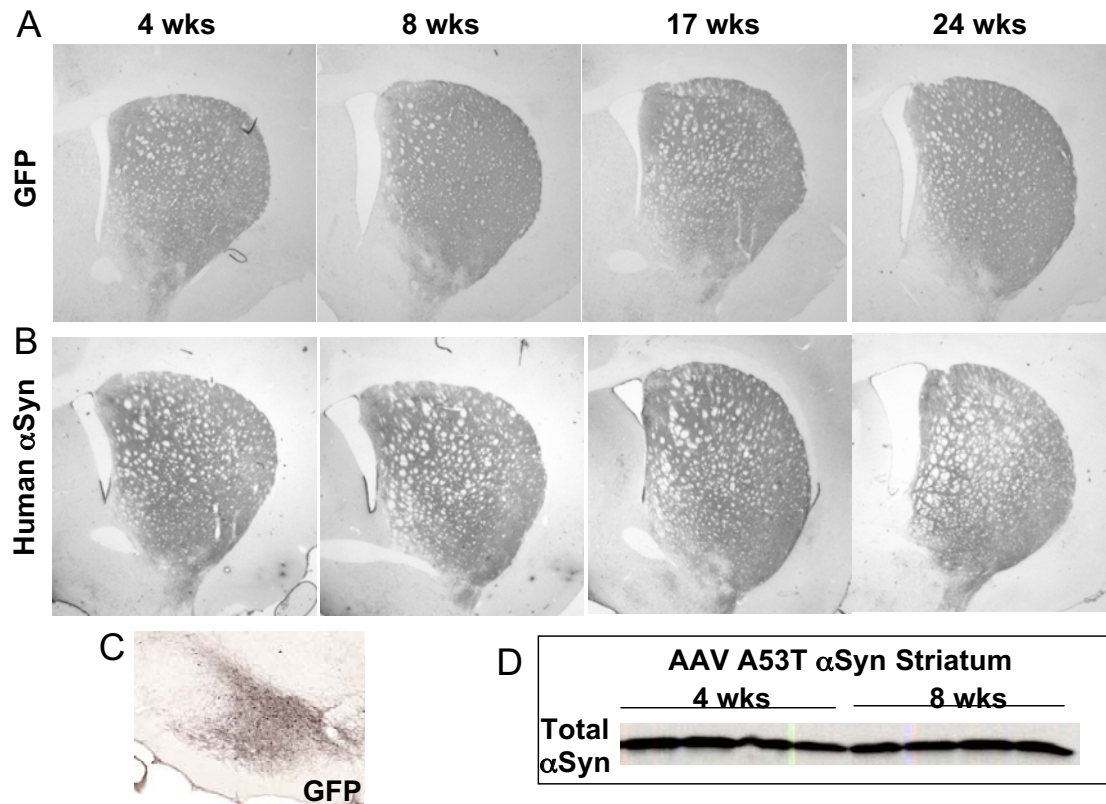 A
4 wks 8 wks 17 wks 24 wks
GFP
B
Human αSyn
C
GFP
D
AAV A53T αSyn Striatum
4 wks 8 wks
Total
αSyn